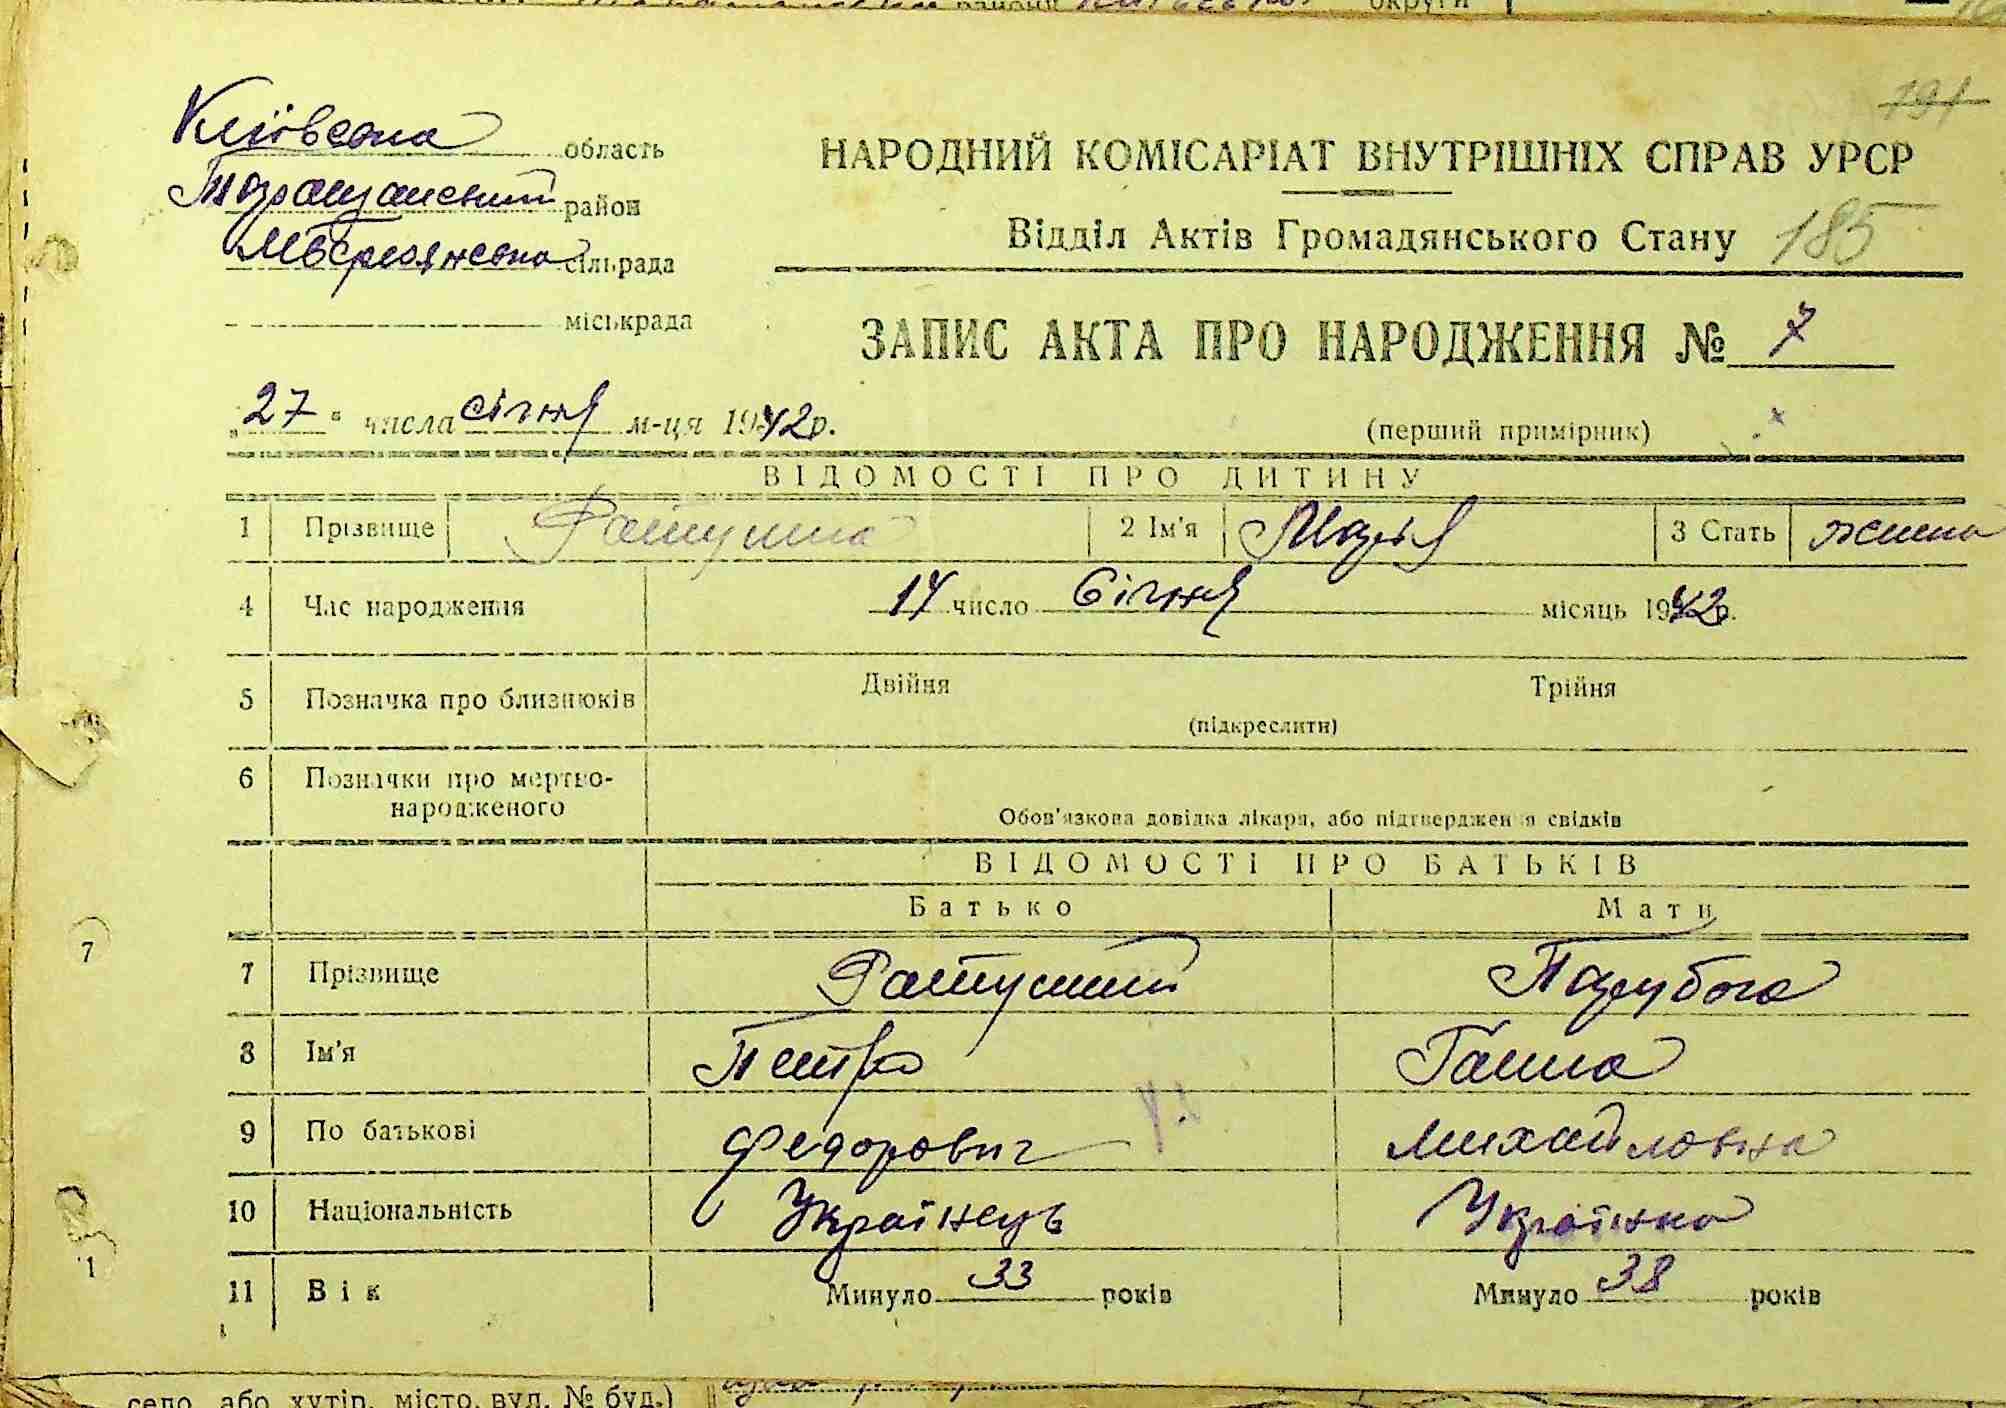 191
Київська область
НАРОДНИЙ КОМІСАРІАТ ВНУТРІШНІХ СПРАВ УРСР
Таращанський район
Відділ Актів Громадянського Стану 185
сільрада
міськрада
ЗАПИС АКТА ПРО НАРОДЖЕННЯ № 7
„27“ числа січня м-ця 1942р.
(перший примірник)
ВІДОМОСТІ ПРО ДИТИНУ
1 Прізвище 2 Ім'я Марія 3 Стать жіноча
4 Час народження 14 число Січня місяць 1942р.
5 Позначка про близнюків Двійня Трійня
(підкреслити)
6 Позначки про мертво-
народженого
Обов'язкова довідка лікаря, або підтвердження свідків
ВІДОМОСТІ ПРО БАТЬКІВ
Батько Мати
7
7 Прізвище
8 Ім'я Петро Ганна
9 По батькові Федорович Михайловна
10 Національність Українець Українка
1
11 Вік Минуло 33 років Минуло 38 років
село, або хутір, місто, вул. № буд.)